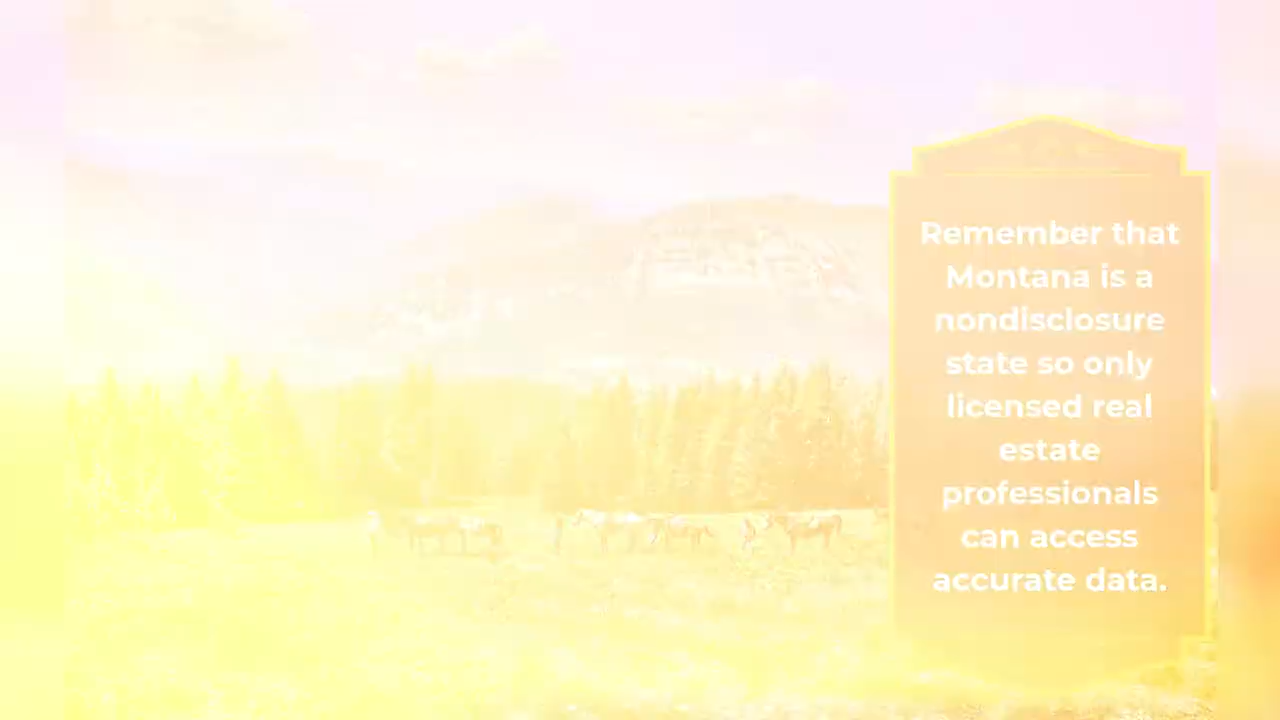 Remember that
Montana is a
nondisclosure
state so only
licensed real
estate
professionals
can access
accurate data.